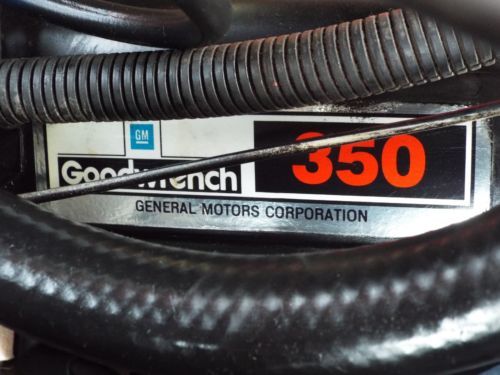 GM
Goodwrench 350
GENERAL MOTORS CORPORATION